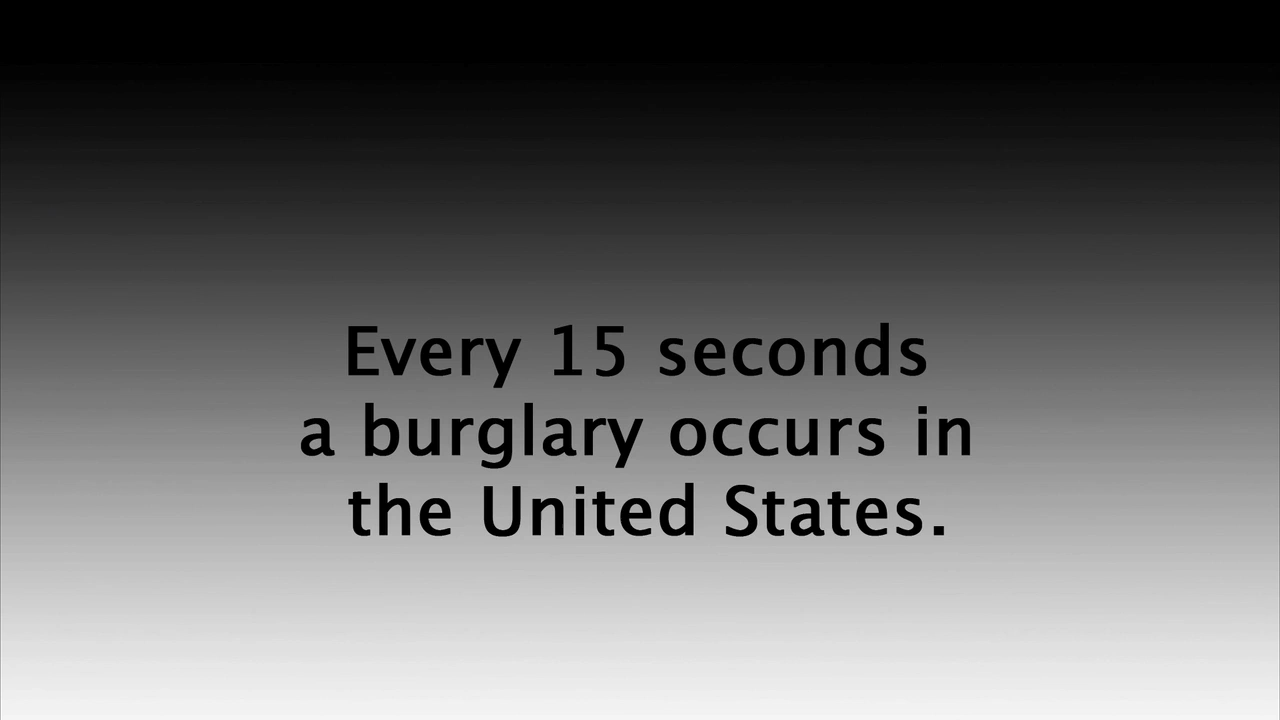 Every 15 seconds
a burglary occurs in
the United States.